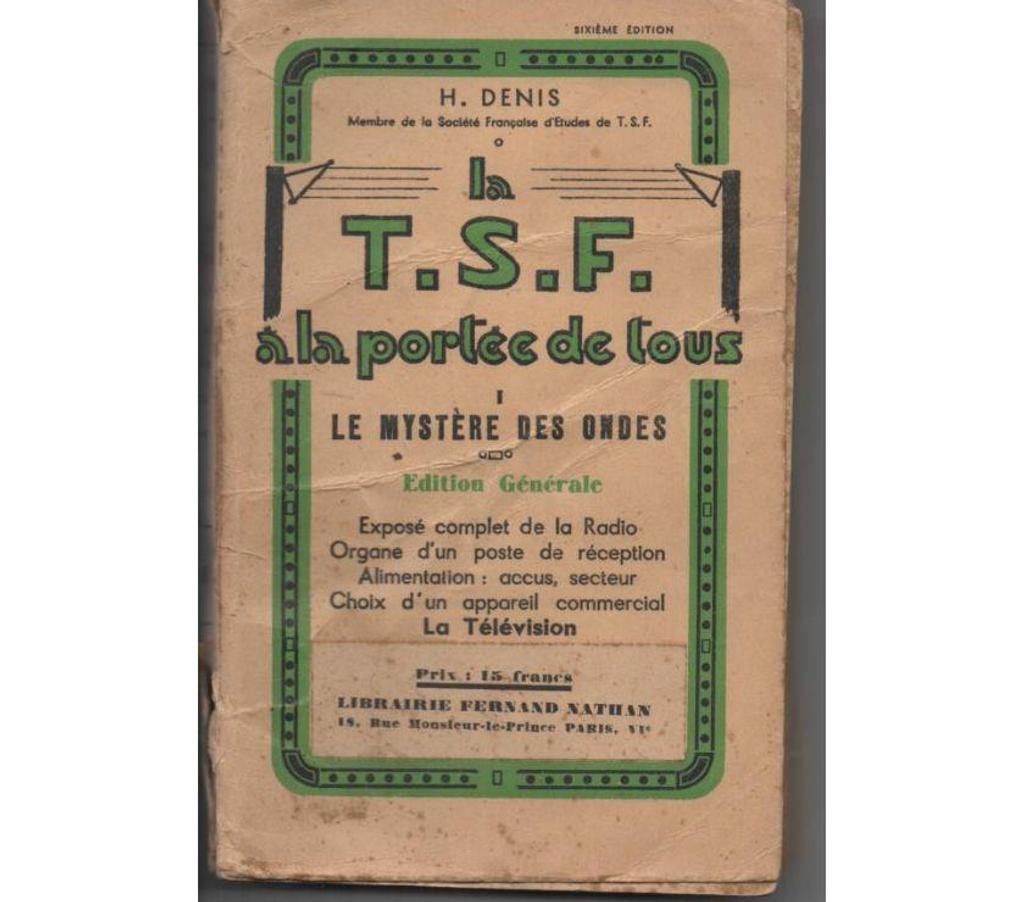 SIXIÈME ÉDITION
H. DENIS
Membre de la Société Française d'Etudes de T.S.F.
la
T.S.F.
à la portée de tous
I
LE MYSTÈRE DES ONDES
Edition Générale
Exposé complet de la Radio
Organe d'un poste de réception
Alimentation : accus, secteur
Choix d'un appareil commercial
La Télévision
Prix : 15 francs
LIBRAIRIE FERNAND NATHAN
18, Rue Monsieur-le-Prince PARIS, VIe